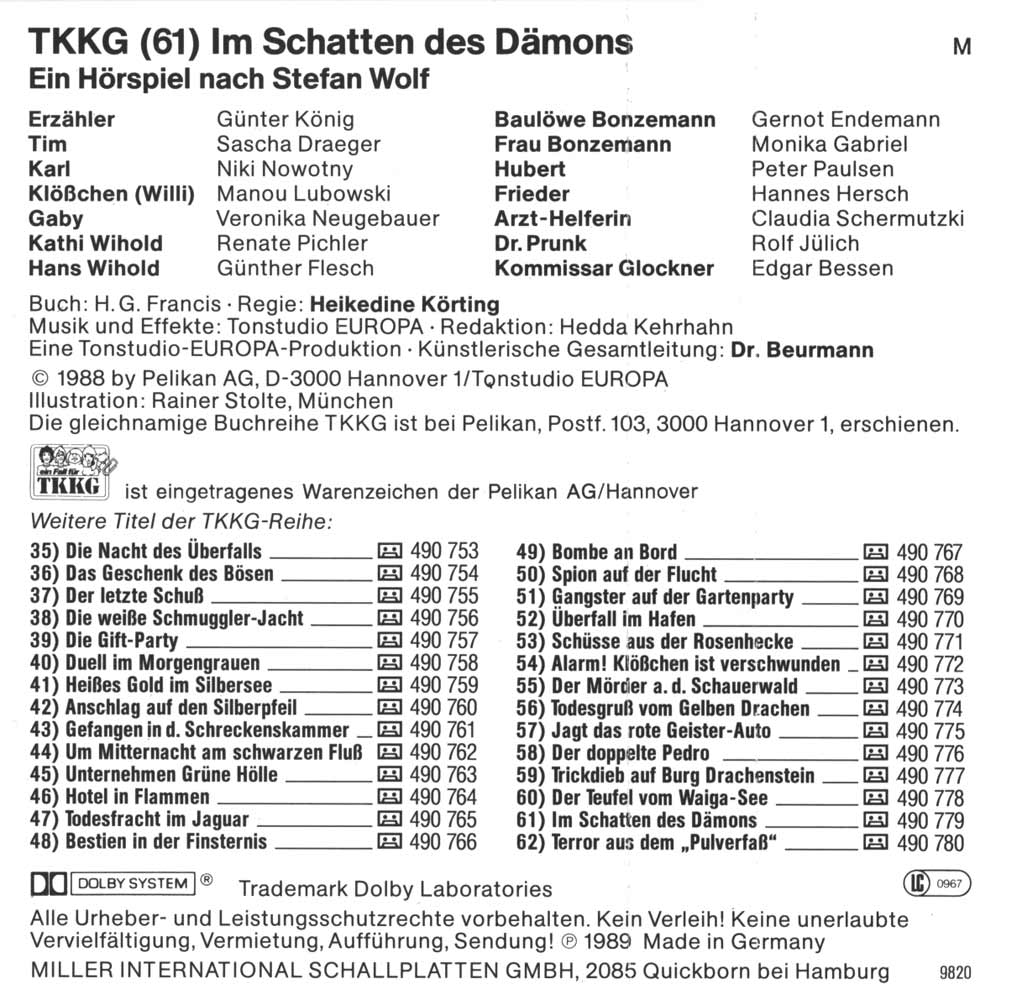 TKKG (61) Im Schatten des Dämons
M
Ein Hörspiel nach Stefan Wolf
Erzähler Günter König
Tim Sascha Draeger
Karl Niki Nowotny
Klößchen (Willi) Manou Lubowski
Gaby Veronika Neugebauer
Kathi Wihold Renate Pichler
Hans Wihold Günther Flesch
Baulöwe Bonzemann Gernot Endemann
Frau Bonzemann Monika Gabriel
Hubert Peter Paulsen
Frieder Hannes Hersch
Arzt-Helferin Claudia Schermutzki
Dr. Prunk Rolf Jülich
Kommissar Glockner Edgar Bessen
Buch: H. G. Francis · Regie: Heikedine Körting
Musik und Effekte: Tonstudio EUROPA · Redaktion: Hedda Kehrhahn
Eine Tonstudio-EUROPA-Produktion · Künstlerische Gesamtleitung: Dr. Beurmann
© 1988 by Pelikan AG, D-3000 Hannover 1/Tonstudio EUROPA
Illustration: Rainer Stolte, München
Die gleichnamige Buchreihe TKKG ist bei Pelikan, Postf. 103, 3000 Hannover 1, erschienen.
ein Fall für
TKKG
ist eingetragenes Warenzeichen der Pelikan AG/Hannover
Weitere Titel der TKKG-Reihe:
35) Die Nacht des Überfalls 490 753
36) Das Geschenk des Bösen 490 754
37) Der letzte Schuß 490 755
38) Die weiße Schmuggler-Jacht 490 756
39) Die Gift-Party 490 757
40) Duell im Morgengrauen 490 758
41) Heißes Gold im Silbersee 490 759
42) Anschlag auf den Silberpfeil 490 760
43) Gefangen in d. Schreckenskammer 490 761
44) Um Mitternacht am schwarzen Fluß 490 762
45) Unternehmen Grüne Hölle 490 763
46) Hotel in Flammen 490 764
47) Todesfracht im Jaguar 490 765
48) Bestien in der Finsternis 490 766
49) Bombe an Bord 490 767
50) Spion auf der Flucht 490 768
51) Gangster auf der Gartenparty 490 769
52) Überfall im Hafen 490 770
53) Schüsse aus der Rosenhecke 490 771
54) Alarm! Klößchen ist verschwunden 490 772
55) Der Mörder a. d. Schauerwald 490 773
56) Todesgruß vom Gelben Drachen 490 774
57) Jagt das rote Geister-Auto 490 775
58) Der doppelte Pedro 490 776
59) Trickdieb auf Burg Drachenstein 490 777
60) Der Teufel vom Waiga-See 490 778
61) Im Schatten des Dämons 490 779
62) Terror aus dem „Pulverfaß“ 490 780
DOLBY SYSTEM ® Trademark Dolby Laboratories
LC 0967
Alle Urheber- und Leistungsschutzrechte vorbehalten. Kein Verleih! Keine unerlaubte
Vervielfältigung, Vermietung, Aufführung, Sendung! ℗ 1989 Made in Germany
MILLER INTERNATIONAL SCHALLPLATTEN GMBH, 2085 Quickborn bei Hamburg
9820